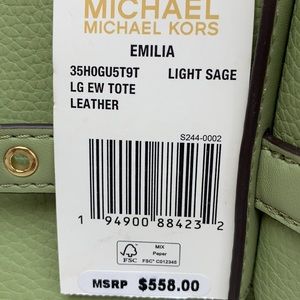 MICHAEL
MICHAEL KORS
EMILIA
35H0GU5T9T LIGHT SAGE
LG EW TOTE
LEATHER
S244-0002
1 94900 88423 2
FSC
MIX
Paper
FSC® C012345
MSRP $558.00